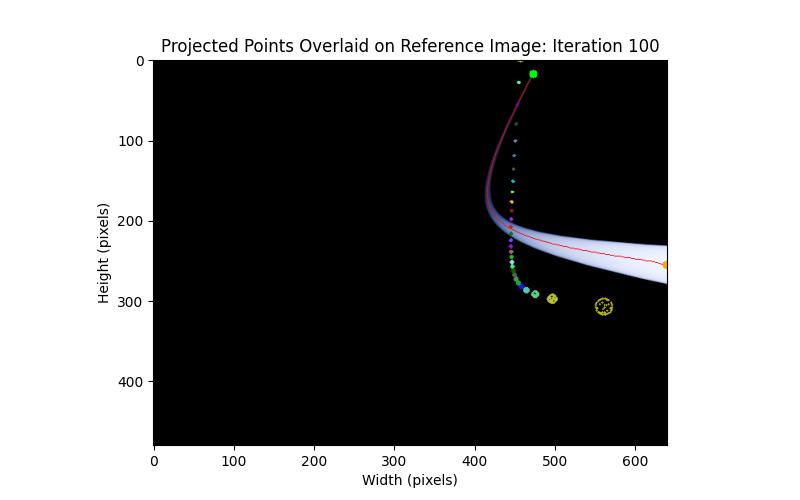 Projected Points Overlaid on Reference Image: Iteration 100
0
100
200
300
400
Height (pixels)
0 100 200 300 400 500 600
Width (pixels)